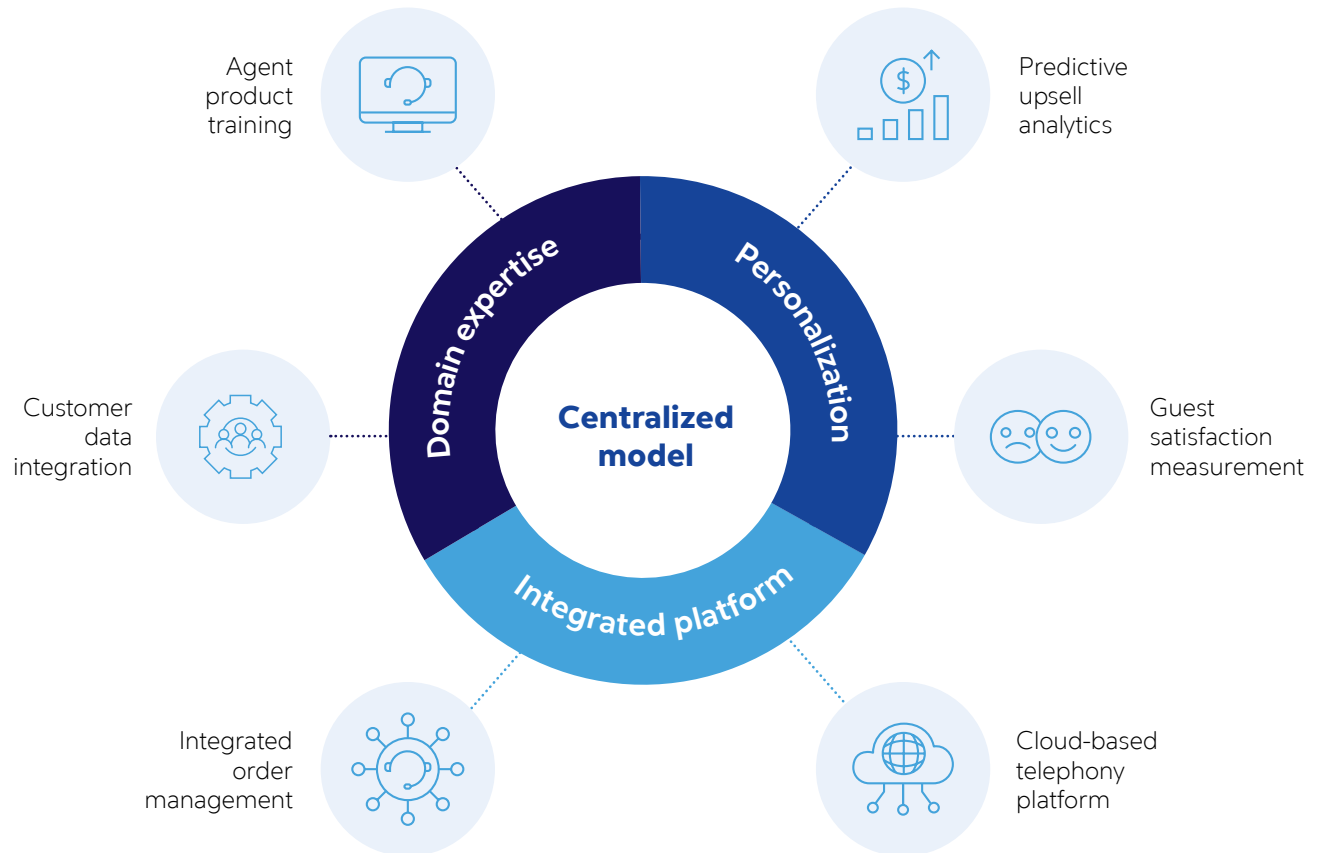 Agent
product
training
Predictive
upsell
analytics
Domain expertise
Personalization
Centralized
model
Customer
data
integration
Guest
satisfaction
measurement
Integrated platform
Integrated
order
management
Cloud-based
telephony
platform
$